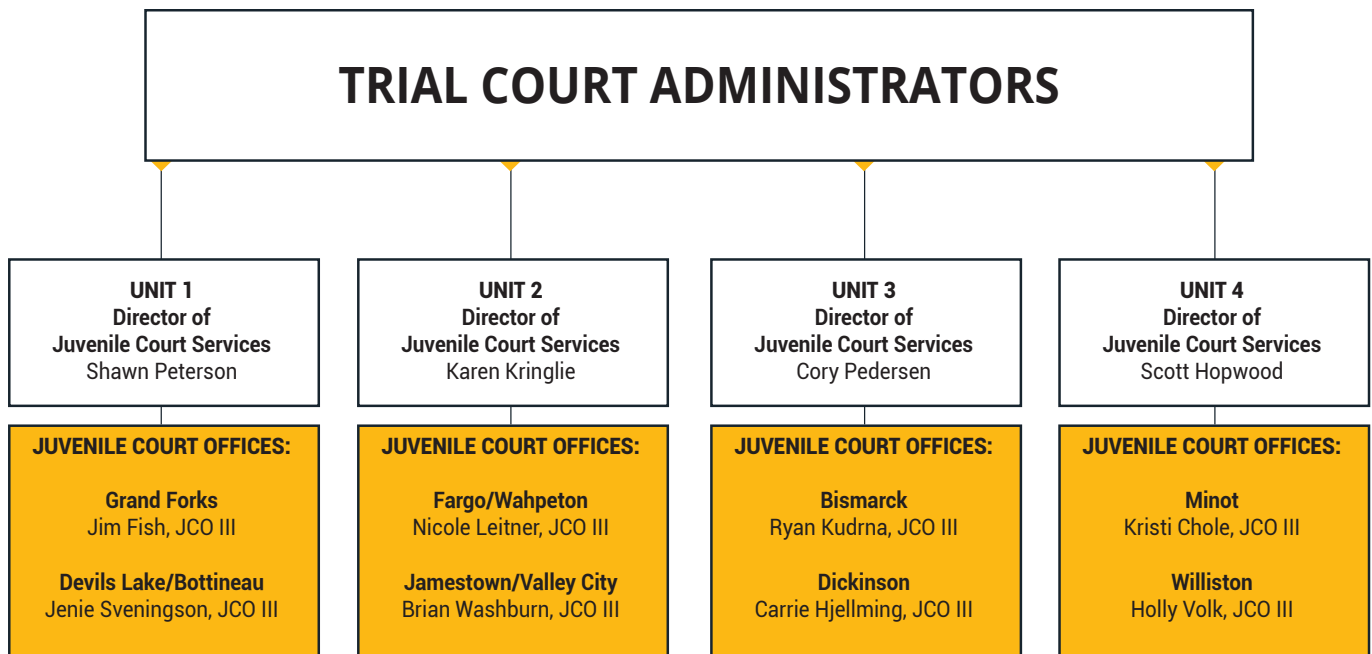 TRIAL COURT ADMINISTRATORS
UNIT 1
Director of
Juvenile Court Services
Shawn Peterson
JUVENILE COURT OFFICES:
Grand Forks
Jim Fish, JCO III
Devils Lake/Bottineau
Jenie Sveningson, JCO III
UNIT 2
Director of
Juvenile Court Services
Karen Kringlie
JUVENILE COURT OFFICES:
Fargo/Wahpeton
Nicole Leitner, JCO III
Jamestown/Valley City
Brian Washburn, JCO III
UNIT 3
Director of
Juvenile Court Services
Cory Pedersen
JUVENILE COURT OFFICES:
Bismarck
Ryan Kudrna, JCO III
Dickinson
Carrie Hjellming, JCO III
UNIT 4
Director of
Juvenile Court Services
Scott Hopwood
JUVENILE COURT OFFICES:
Minot
Kristi Chole, JCO III
Williston
Holly Volk, JCO III